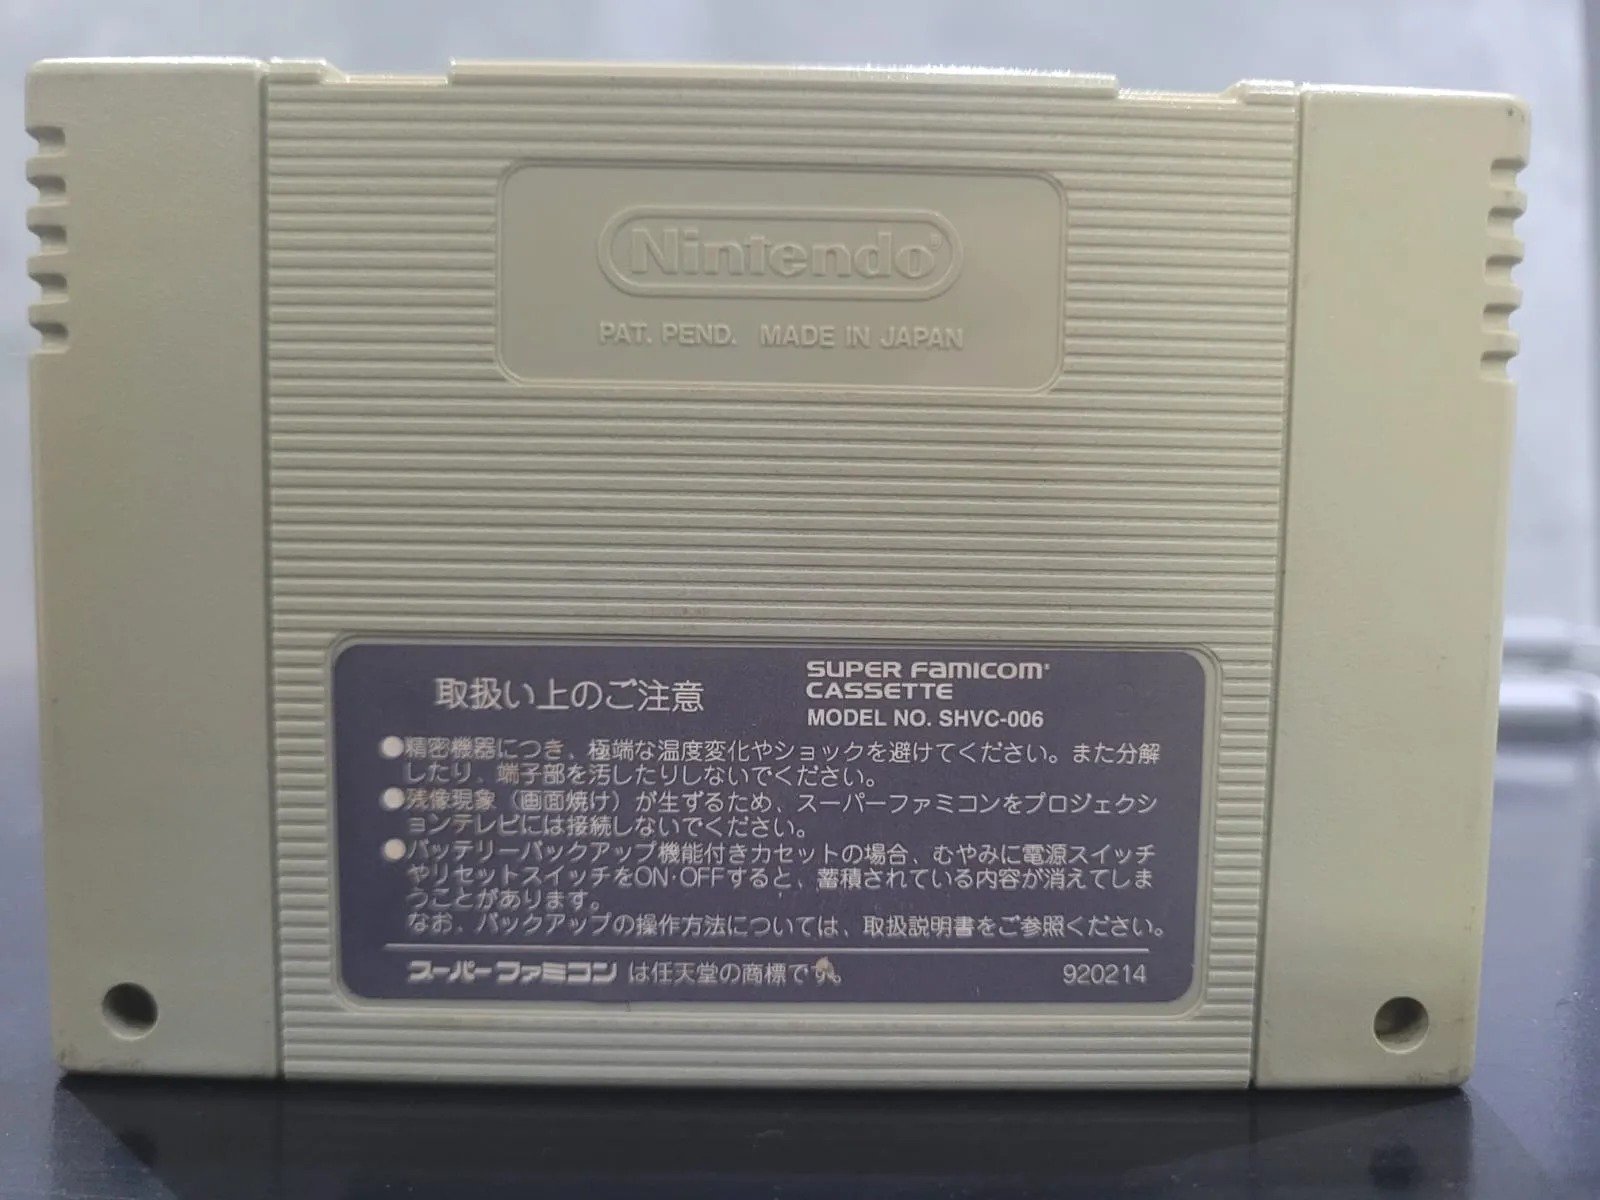 Nintendo®
PAT. PEND. MADE IN JAPAN
取扱い上のご注意
SUPER FAMICOM®
CASSETTE
MODEL NO. SHVC-006
●精密機器につき、極端な温度変化やショックを避けてください。また分解
したり、端子部を汚したりしないでください。
●残像現象（画面焼け）が生ずるため、スーパーファミコンをプロジェクシ
ョンテレビには接続しないでください。
●バッテリーバックアップ機能付きカセットの場合、むやみに電源スイッチ
やリセットスイッチをON・OFFすると、蓄積されている内容が消えてしま
うことがあります。
なお、バックアップの操作方法については、取扱説明書をご参照ください。
スーパーファミコン は任天堂の商標です。
920214